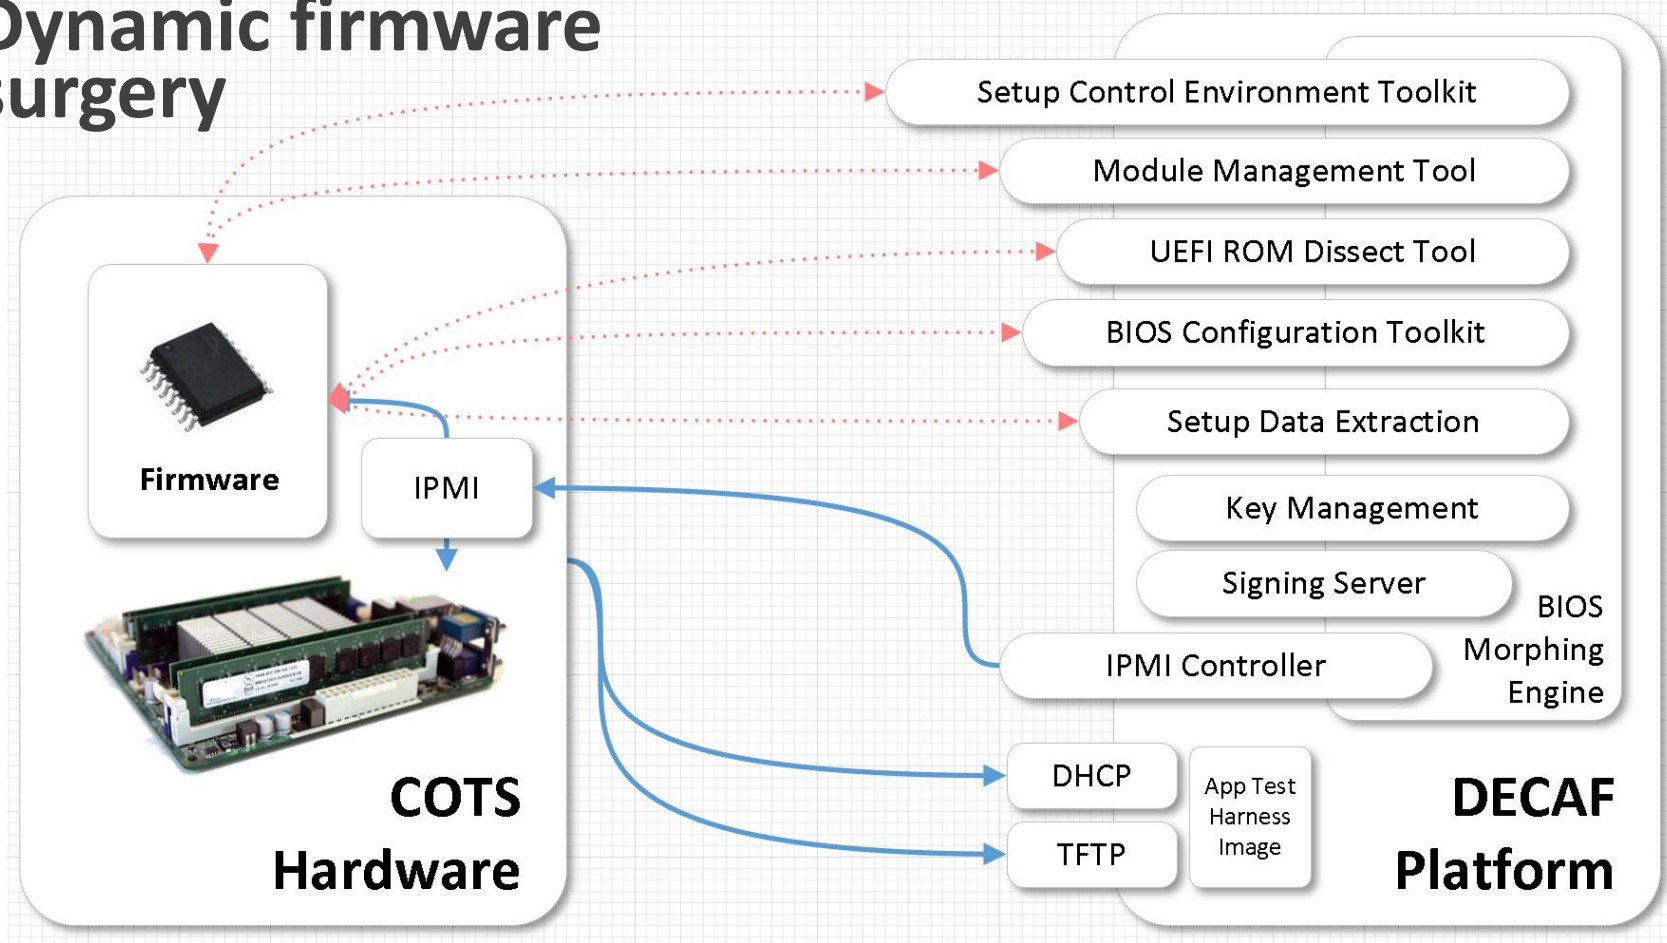 Dynamic firmware
surgery
Setup Control Environment Toolkit
Module Management Tool
UEFI ROM Dissect Tool
BIOS Configuration Toolkit
Setup Data Extraction
Key Management
Signing Server
IPMI Controller
BIOS
Morphing
Engine
Firmware
IPMI
COTS
Hardware
DHCP
TFTP
App Test
Harness
Image
DECAF
Platform